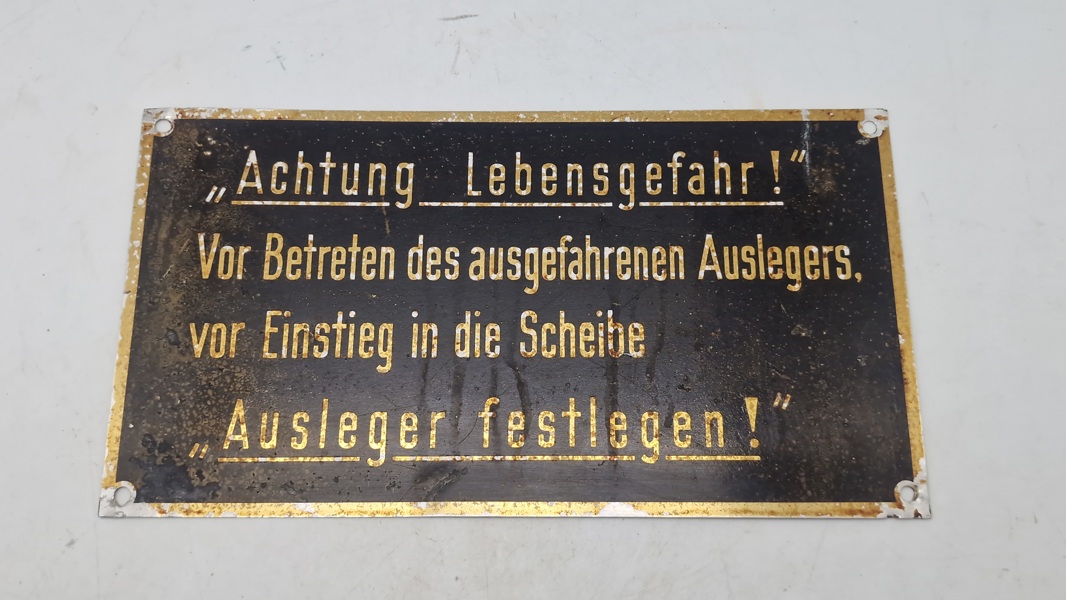 „Achtung Lebensgefahr!“
Vor Betreten des ausgefahrenen Auslegers,
vor Einstieg in die Scheibe
„Ausleger festlegen!“